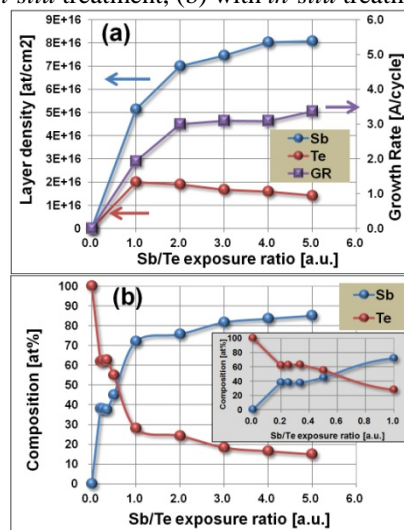 n-situ treatment, (b) with in-situ treatm
(a)
Layer density [at/cm2]
9E+16
8E+16
7E+16
6E+16
5E+16
4E+16
3E+16
2E+16
1E+16
0
6.0
5.0
4.0
3.0
2.0
1.0
0.0
Growth Rate [A/cycle]
Sb
Te
GR
0.0 1.0 2.0 3.0 4.0 5.0 6.0
Sb/Te exposure ratio [a.u.]
(b)
Sb
Te
Composition [at%]
100
90
80
70
60
50
40
30
20
10
0
Composition [at%]
100
80
60
40
20
0
0.0 0.2 0.4 0.6 0.8 1.0
Sb/Te exposure ratio [a.u.]
0.0 1.0 2.0 3.0 4.0 5.0 6.0
Sb/Te exposure ratio [a.u.]